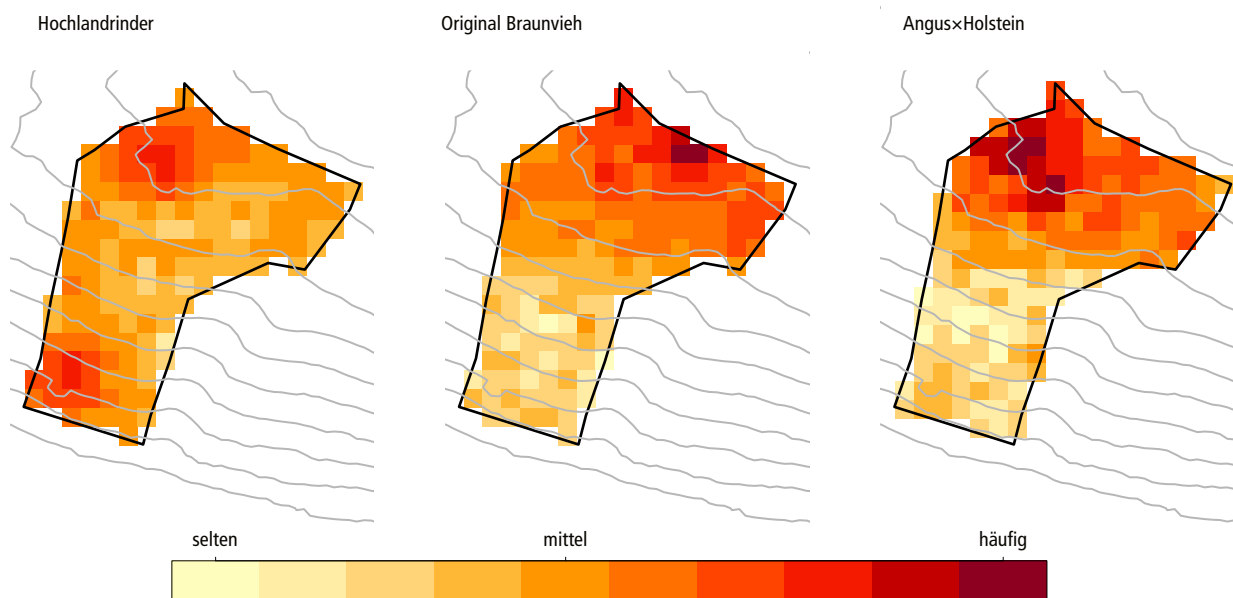 Hochlandrinder
Original Braunvieh
Angus×Holstein
selten
mittel
häufig